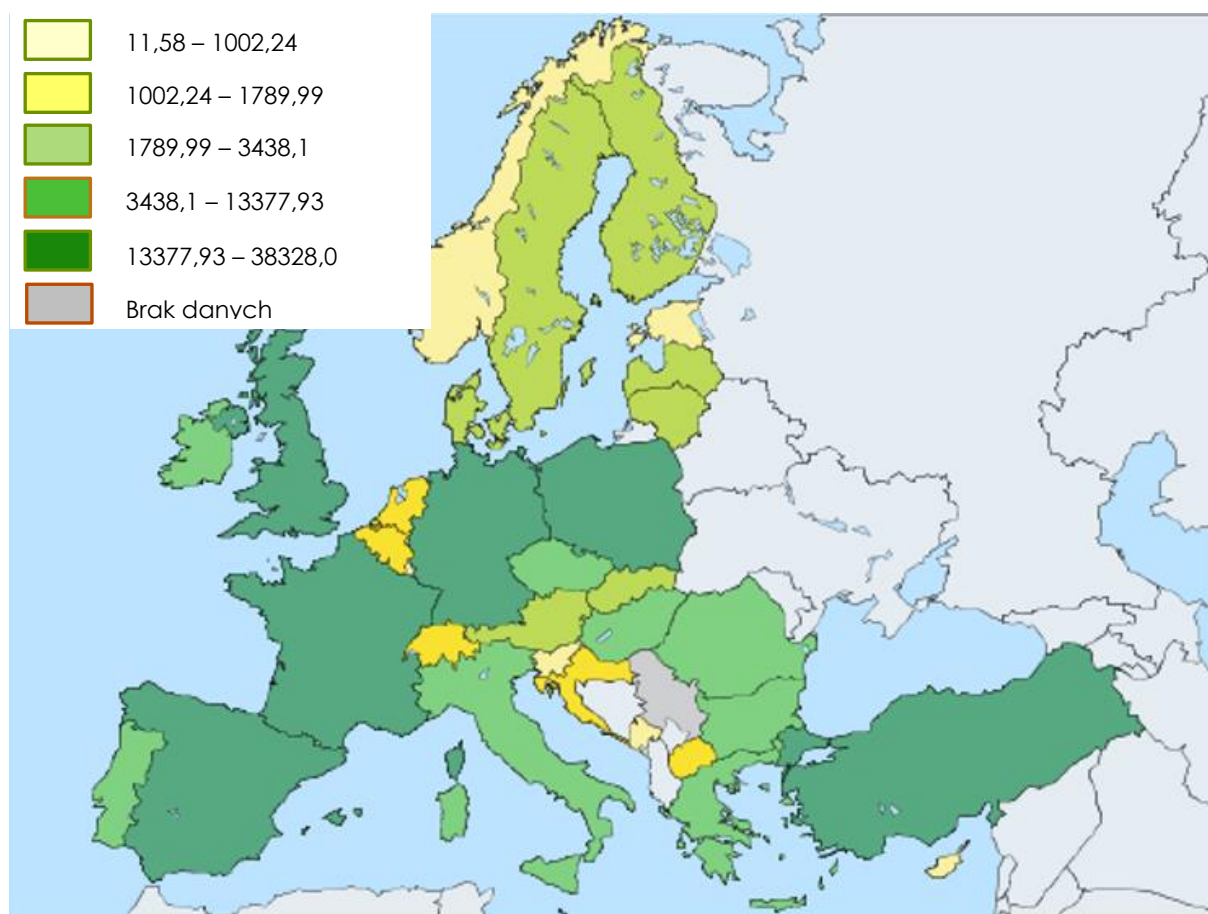 11,58 – 1002,24
1002,24 – 1789,99
1789,99 – 3438,1
3438,1 – 13377,93
13377,93 – 38328,0
Brak danych